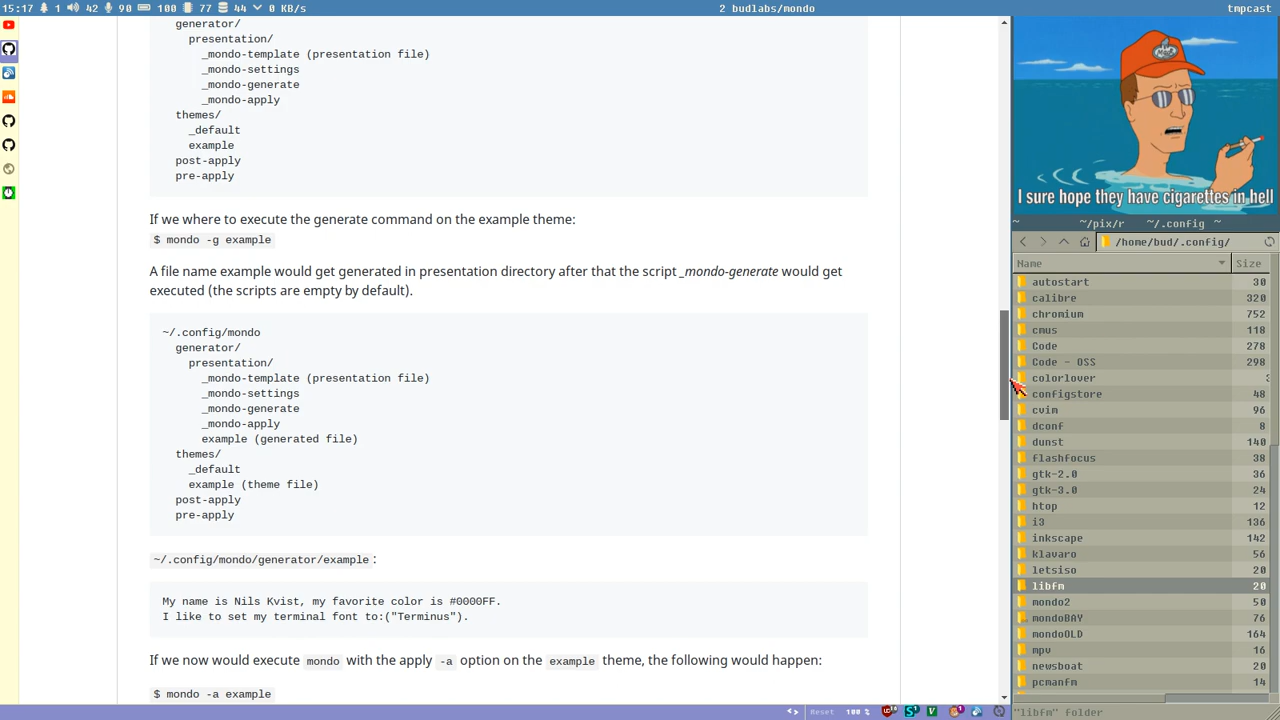 15:17 1 42 90 100 77 44 0 KB/s
2 budlabs/mondo
tmpcast
generator/
presentation/
_mondo-template (presentation file)
_mondo-settings
_mondo-generate
_mondo-apply
themes/
_default
example
post-apply
pre-apply
If we where to execute the generate command on the example theme:
$ mondo -g example
A file name example would get generated in presentation directory after that the script _mondo-generate would get
executed (the scripts are empty by default).
~/.config/mondo
generator/
presentation/
_mondo-template (presentation file)
_mondo-settings
_mondo-generate
_mondo-apply
example (generated file)
themes/
_default
example (theme file)
post-apply
pre-apply
~/.config/mondo/generator/example:
My name is Nils Kvist, my favorite color is #0000FF.
I like to set my terminal font to:("Terminus").
If we now would execute mondo with the apply -a option on the example theme, the following would happen:
$ mondo -a example
Reset 100 %
I sure hope they have cigarettes in hell
~ ~/pix/r ~/.config ~
/home/bud/.config/
Name Size
autostart 30
calibre 320
chromium 752
cmus 118
Code 278
Code - OSS 298
colorlover
configstore 48
cvim 96
dconf 8
dunst 140
flashfocus 38
gtk-2.0 36
gtk-3.0 24
htop 12
i3 136
inkscape 142
klavaro 56
letsiso 20
libfm 20
mondo2 50
mondoBAY 76
mondoOLD 164
mpv 16
newsboat 20
pcmanfm 14
"libfm" folder